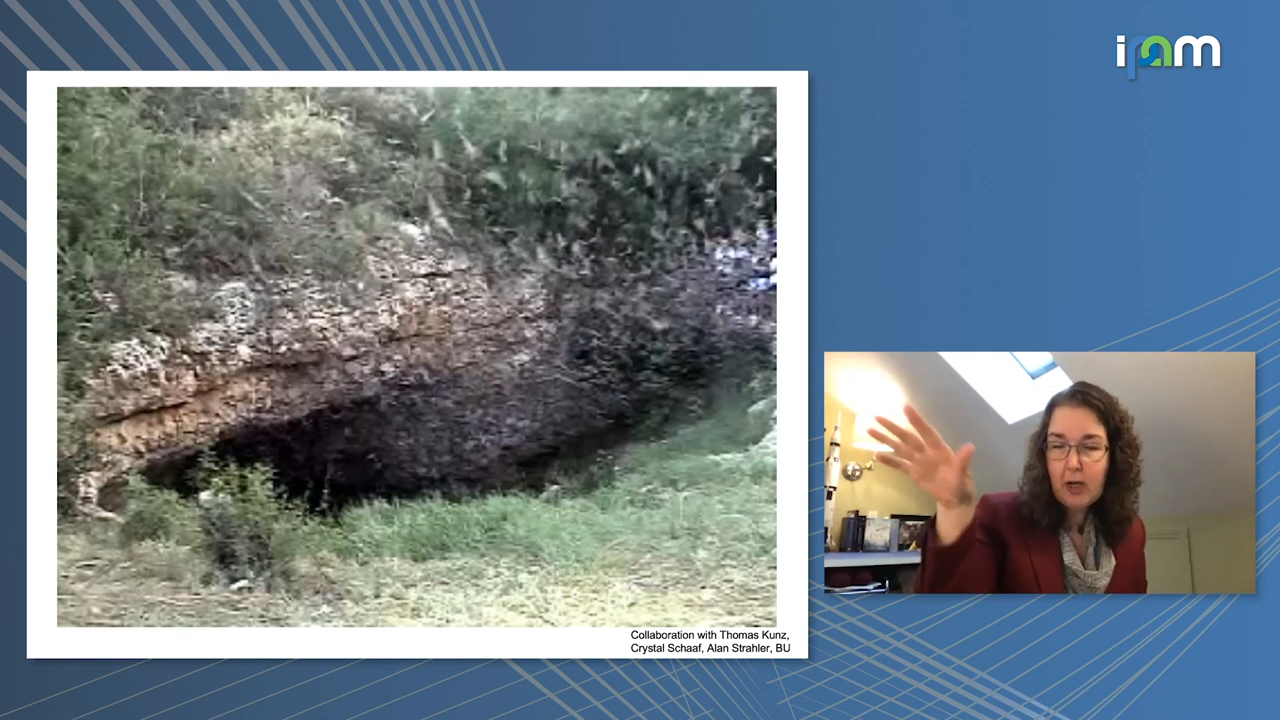 ipam
Collaboration with Thomas Kunz,
Crystal Schaaf, Alan Strahler, BU